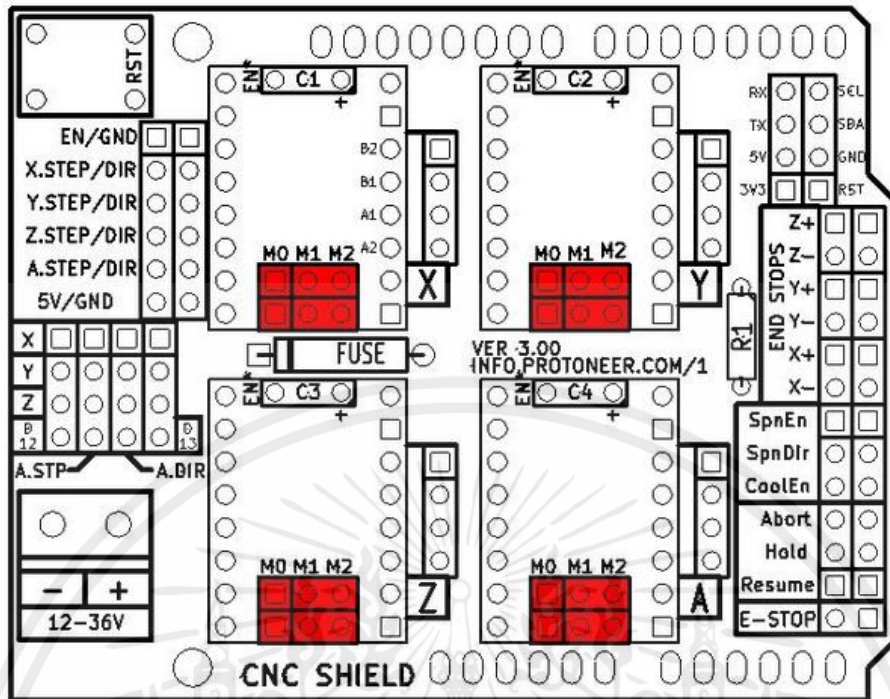 RST
EN*
C1
+
EN*
C2
+
RX SCL
TX SDA
5V GND
3V3 RST
EN/GND
X.STEP/DIR
Y.STEP/DIR
Z.STEP/DIR
A.STEP/DIR
5V/GND
B2
B1
A1
A2
M0 M1 M2
X
M0 M1 M2
Y
END STOPS
Z+
Z-
Y+
Y-
X+
X-
R1
X
Y
Z
D
12
D
13
A.STP
A.DIR
FUSE
VER 3.00
INFO.PROTONEER.COM/1
EN*
C3
+
EN*
C4
+
SpnEn
SpnDir
CoolEn
Abort
Hold
Resume
E-STOP
- +
12-36V
M0 M1 M2
Z
M0 M1 M2
A
CNC SHIELD